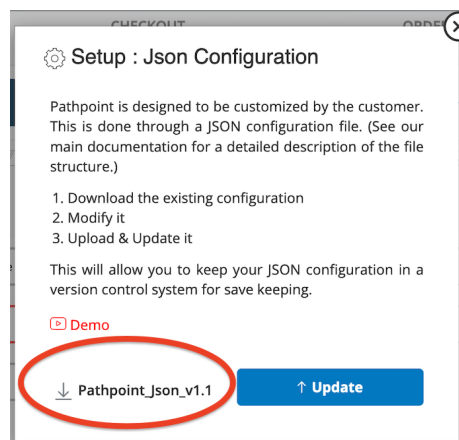 CHECKOUT
Setup : Json Configuration
Pathpoint is designed to be customized by the customer.
This is done through a JSON configuration file. (See our
main documentation for a detailed description of the file
structure.)
1. Download the existing configuration
2. Modify it
3. Upload & Update it
This will allow you to keep your JSON configuration in a
version control system for save keeping.
Demo
Pathpoint_Json_v1.1
↑ Update